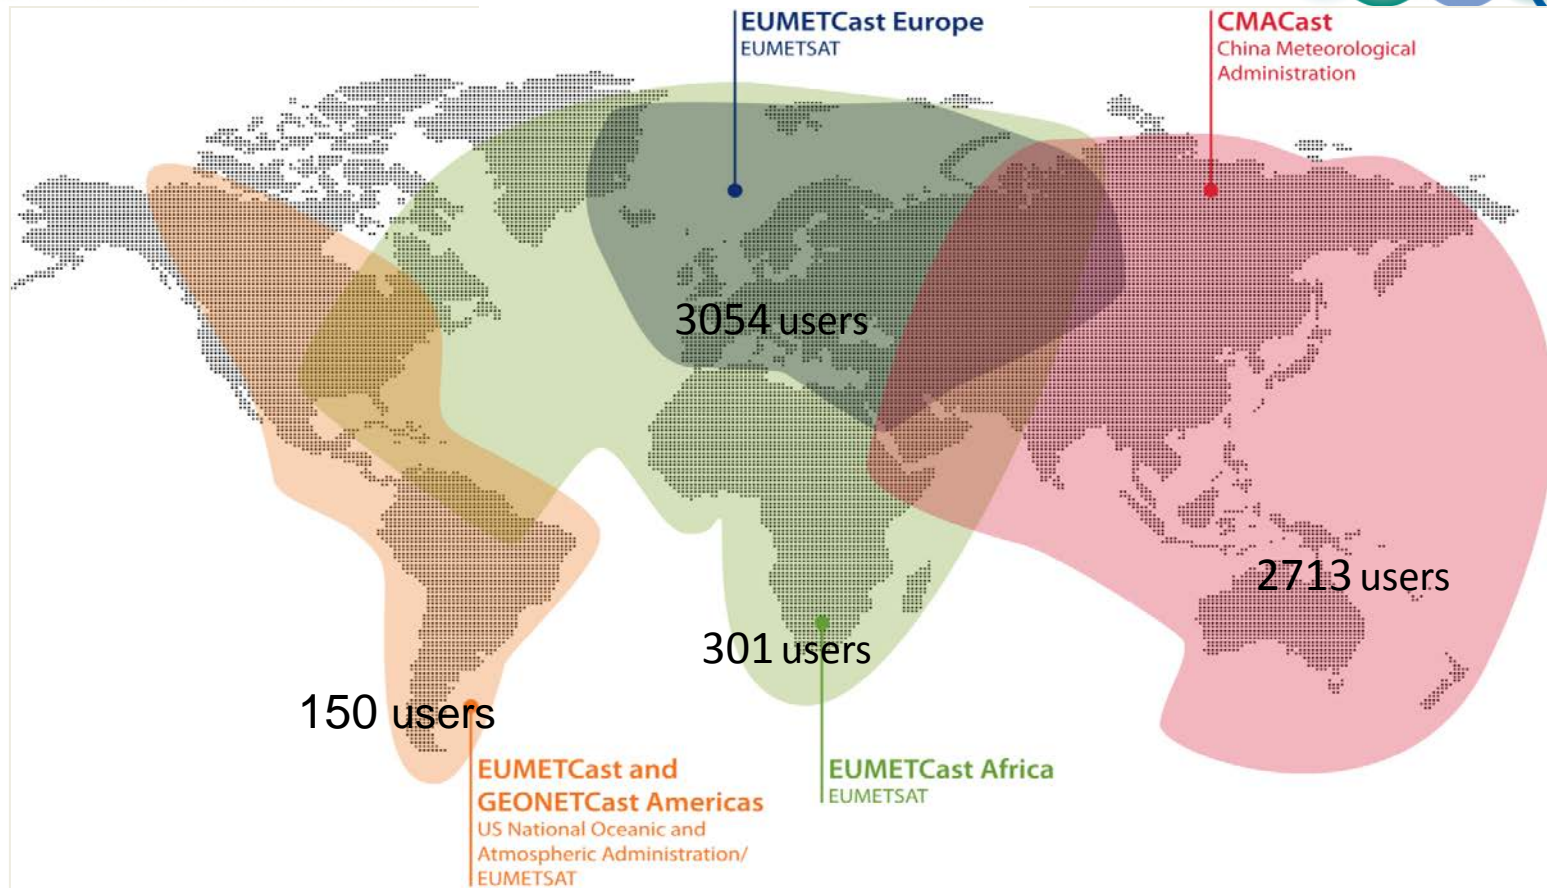 EUMETCast Europe
EUMETSAT
CMACast
China Meteorological
Administration
3054 users
2713 users
301 users
150 users
EUMETCast and
GEONETCast Americas
US National Oceanic and
Atmospheric Administration/
EUMETSAT
EUMETCast Africa
EUMETSAT